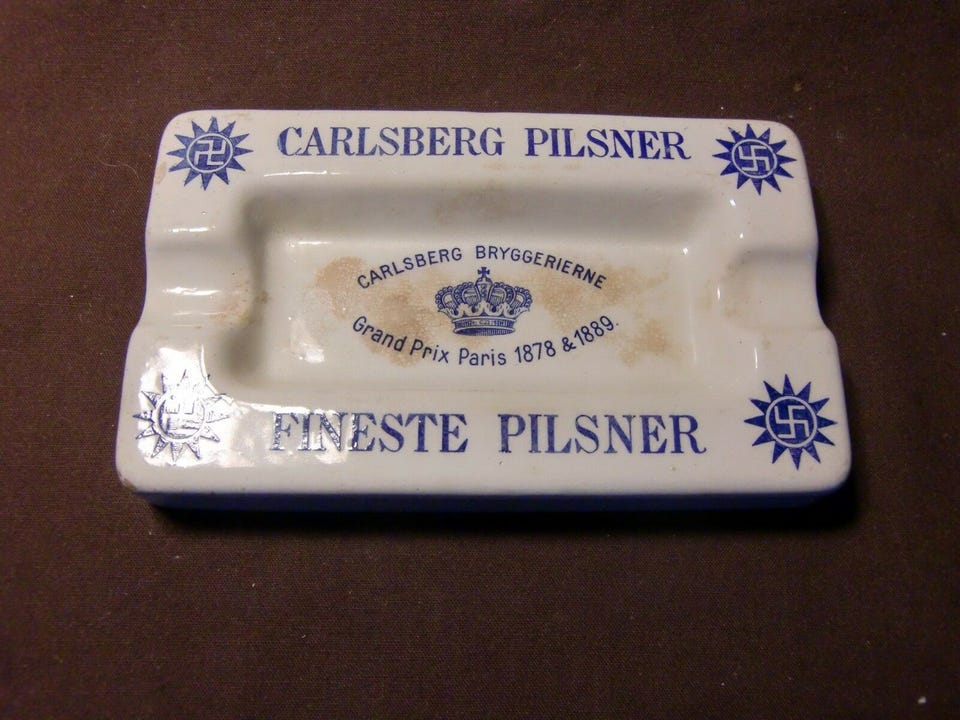 CARLSBERG PILSNER
CARLSBERG BRYGGERIERNE
Grand Prix Paris 1878 & 1889.
FINESTE PILSNER